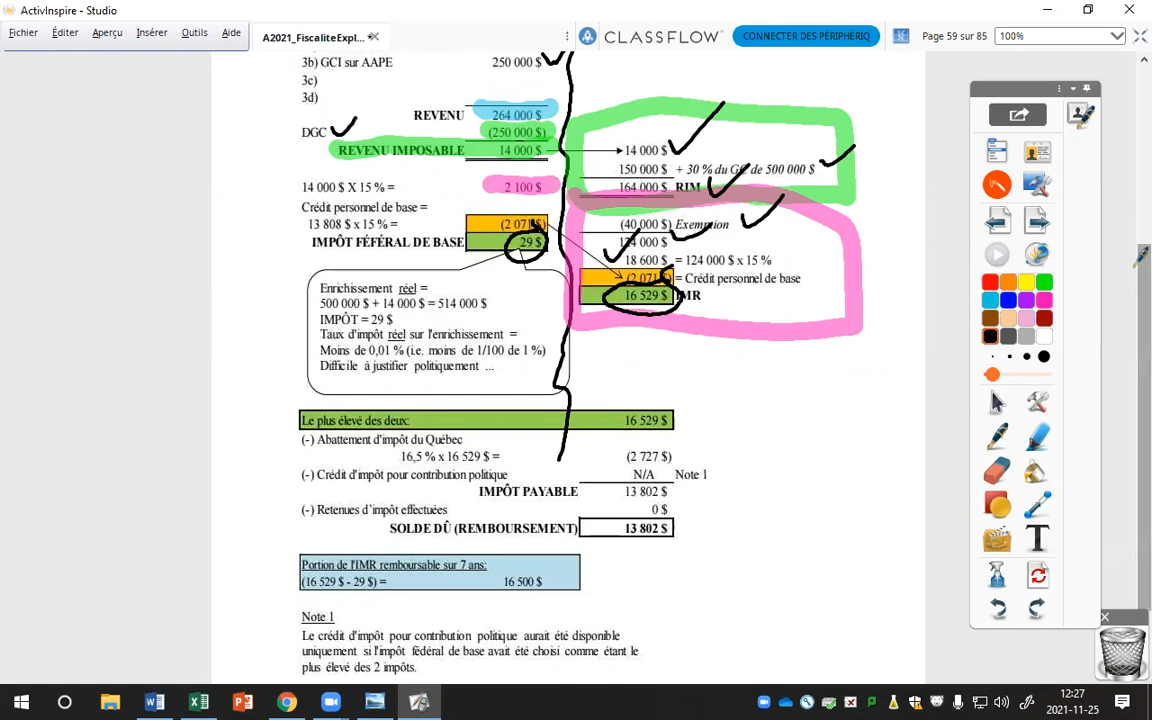 ActivInspire - Studio
Fichier Éditer Aperçu Insérer Outils Aide
A2021_FiscaliteExpl...
CLASSFLOW
CONNECTER DES PÉRIPHÉRIQ
Page 59 sur 85
100%
3b) GCI sur AAPE 250 000 $
3c)
3d)
REVENU 264 000 $
DGC (250 000 $)
REVENU IMPOSABLE 14 000 $ 14 000 $
150 000 $ + 30 % du GC de 500 000 $
14 000 $ X 15 % = 2 100 $ 164 000 $ RIM
Crédit personnel de base =
13 808 $ x 15 % = (2 071 $) (40 000 $) Exemption
IMPÔT FÉFÉRAL DE BASE 29 $ 124 000 $
18 600 $ = 124 000 $ x 15 %
(2 071 $) = Crédit personnel de base
16 529 $ IMR
Enrichissement réel =
500 000 $ + 14 000 $ = 514 000 $
IMPÔT = 29 $
Taux d'impôt réel sur l'enrichissement =
Moins de 0,01 % (i.e. moins de 1/100 de 1 %)
Difficile à justifier politiquement ...
Le plus élevé des deux: 16 529 $
(-) Abattement d'impôt du Québec
16,5 % x 16 529 $ = (2 727 $)
(-) Crédit d'impôt pour contribution politique N/A Note 1
IMPÔT PAYABLE 13 802 $
(-) Retenues d'impôt effectuées 0 $
SOLDE DÛ (REMBOURSEMENT) 13 802 $
Portion de l'IMR remboursable sur 7 ans:
(16 529 $ - 29 $) = 16 500 $
Note 1
Le crédit d'impôt pour contribution politique aurait été disponible
uniquement si l'impôt fédéral de base avait été choisi comme étant le
plus élevé des 2 impôts.
12:27
2021-11-25